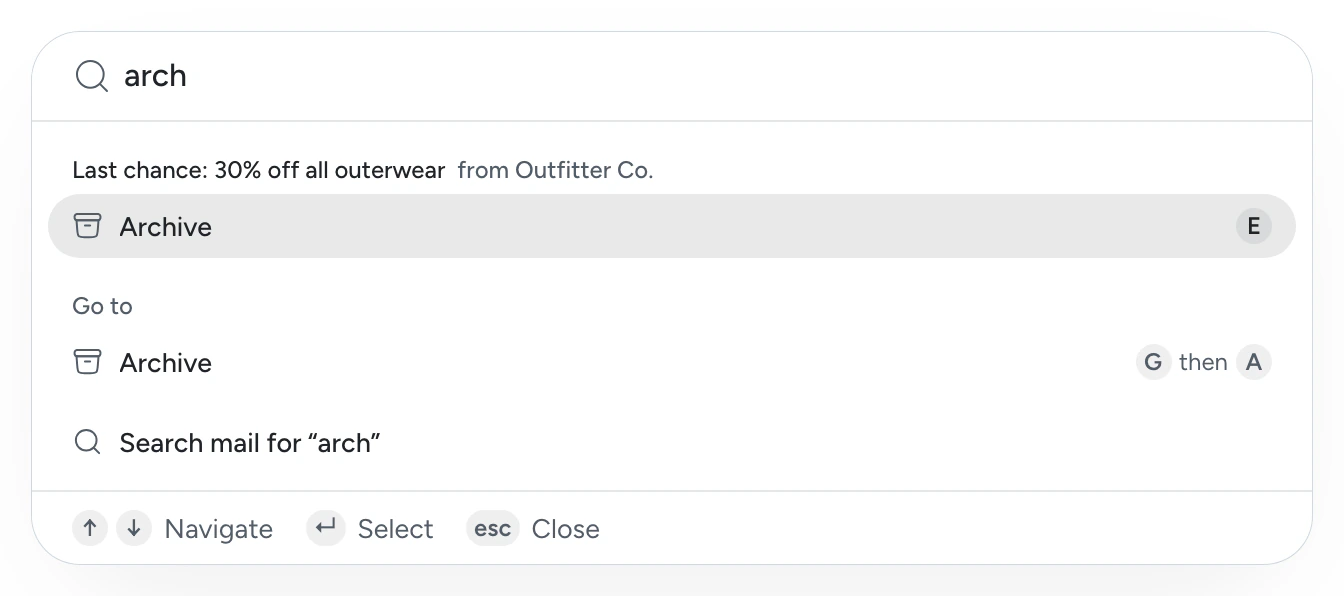 arch
Last chance: 30% off all outerwear from Outfitter Co.
Archive E
Go to
Archive G then A
Search mail for “arch”
↑ ↓ Navigate ↵ Select esc Close